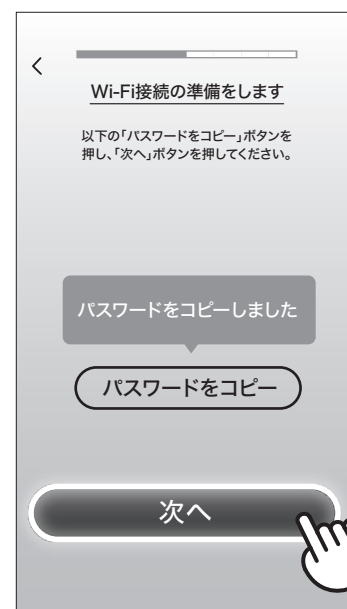 Wi-Fi接続の準備をします
以下の「パスワードをコピー」ボタンを
押し、「次へ」ボタンを押してください。
パスワードをコピーしました
パスワードをコピー
次へ